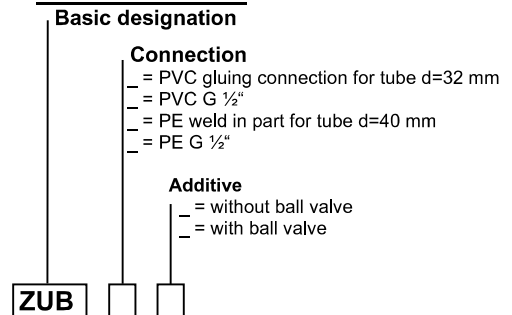 Basic designation
Connection
_ = PVC gluing connection for tube d=32 mm
_ = PVC G ½“
_ = PE weld in part for tube d=40 mm
_ = PE G ½“
Additive
_ = without ball valve
_ = with ball valve
ZUB